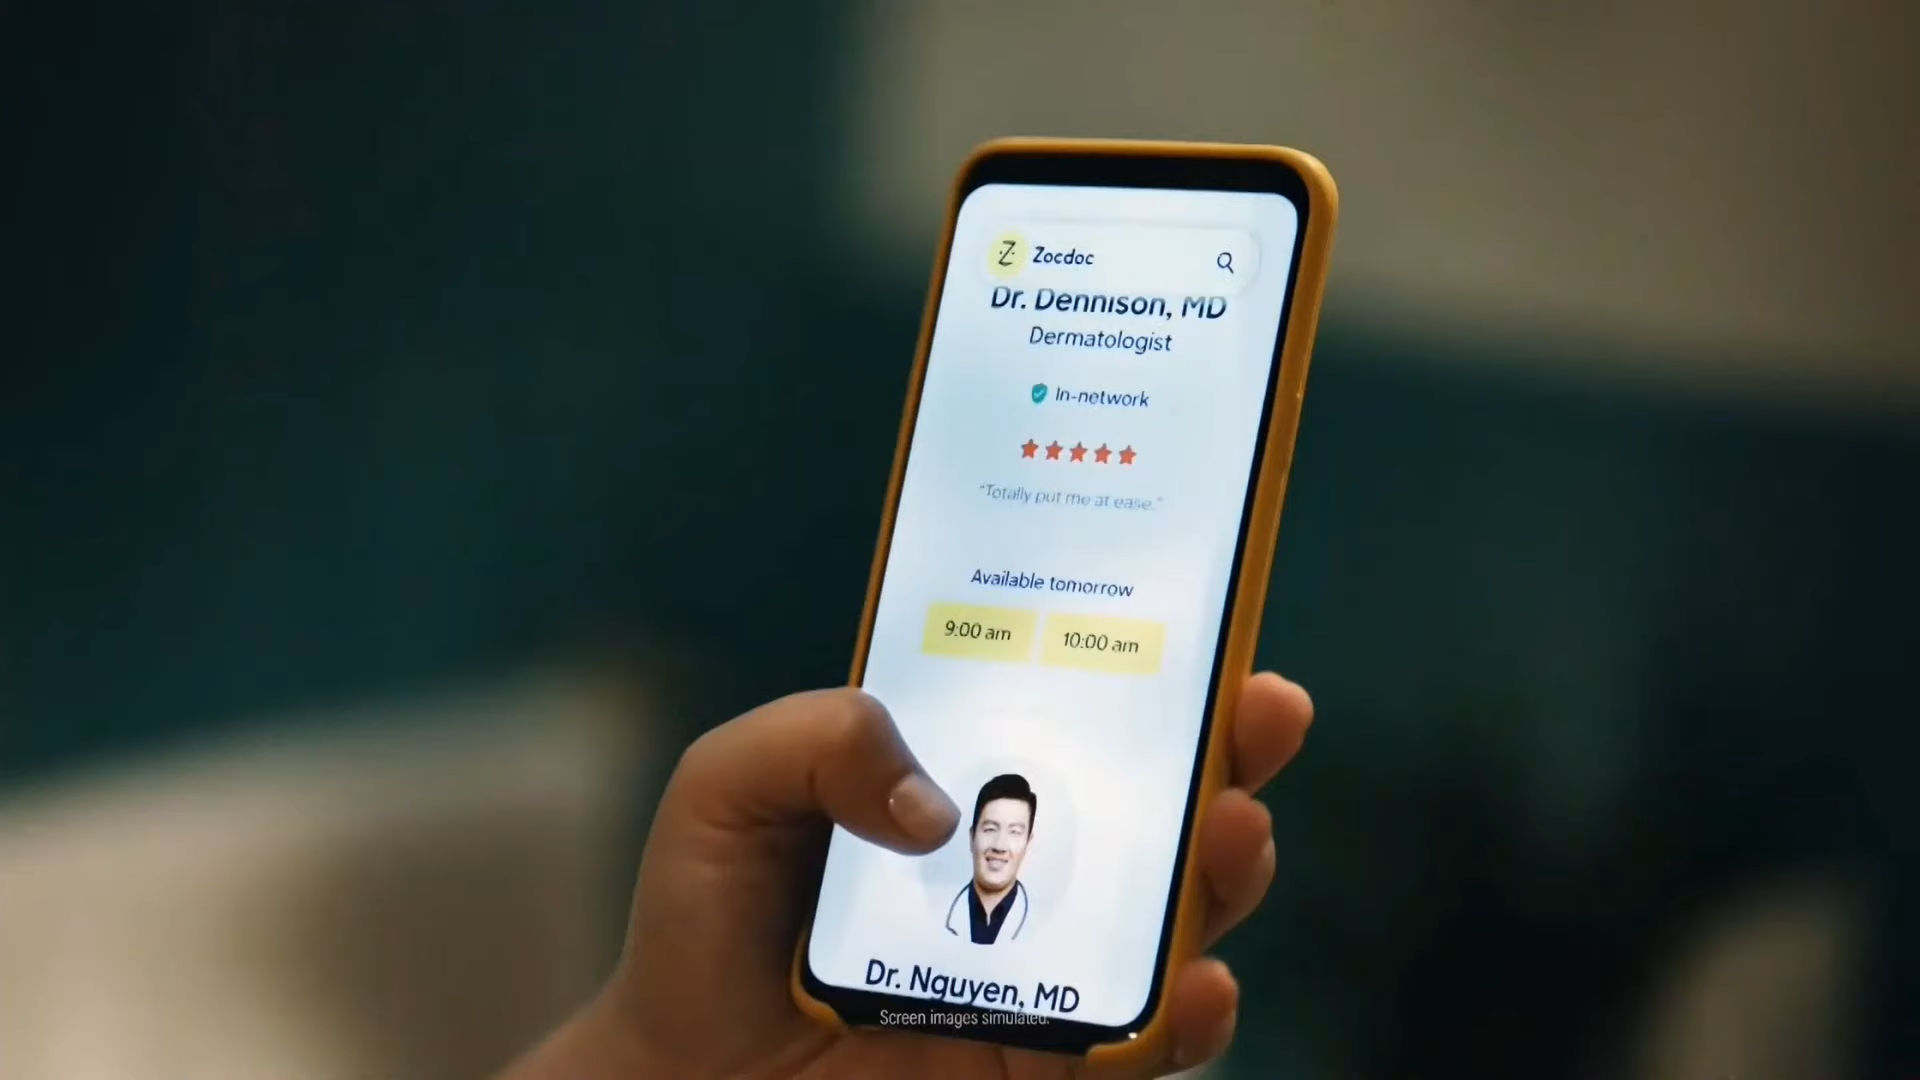 Zocdoc
Dr. Dennison, MD
Dermatologist
In-network
"Totally put me at ease."
Available tomorrow
9:00 am 10:00 am
Dr. Nguyen, MD
Screen images simulated.